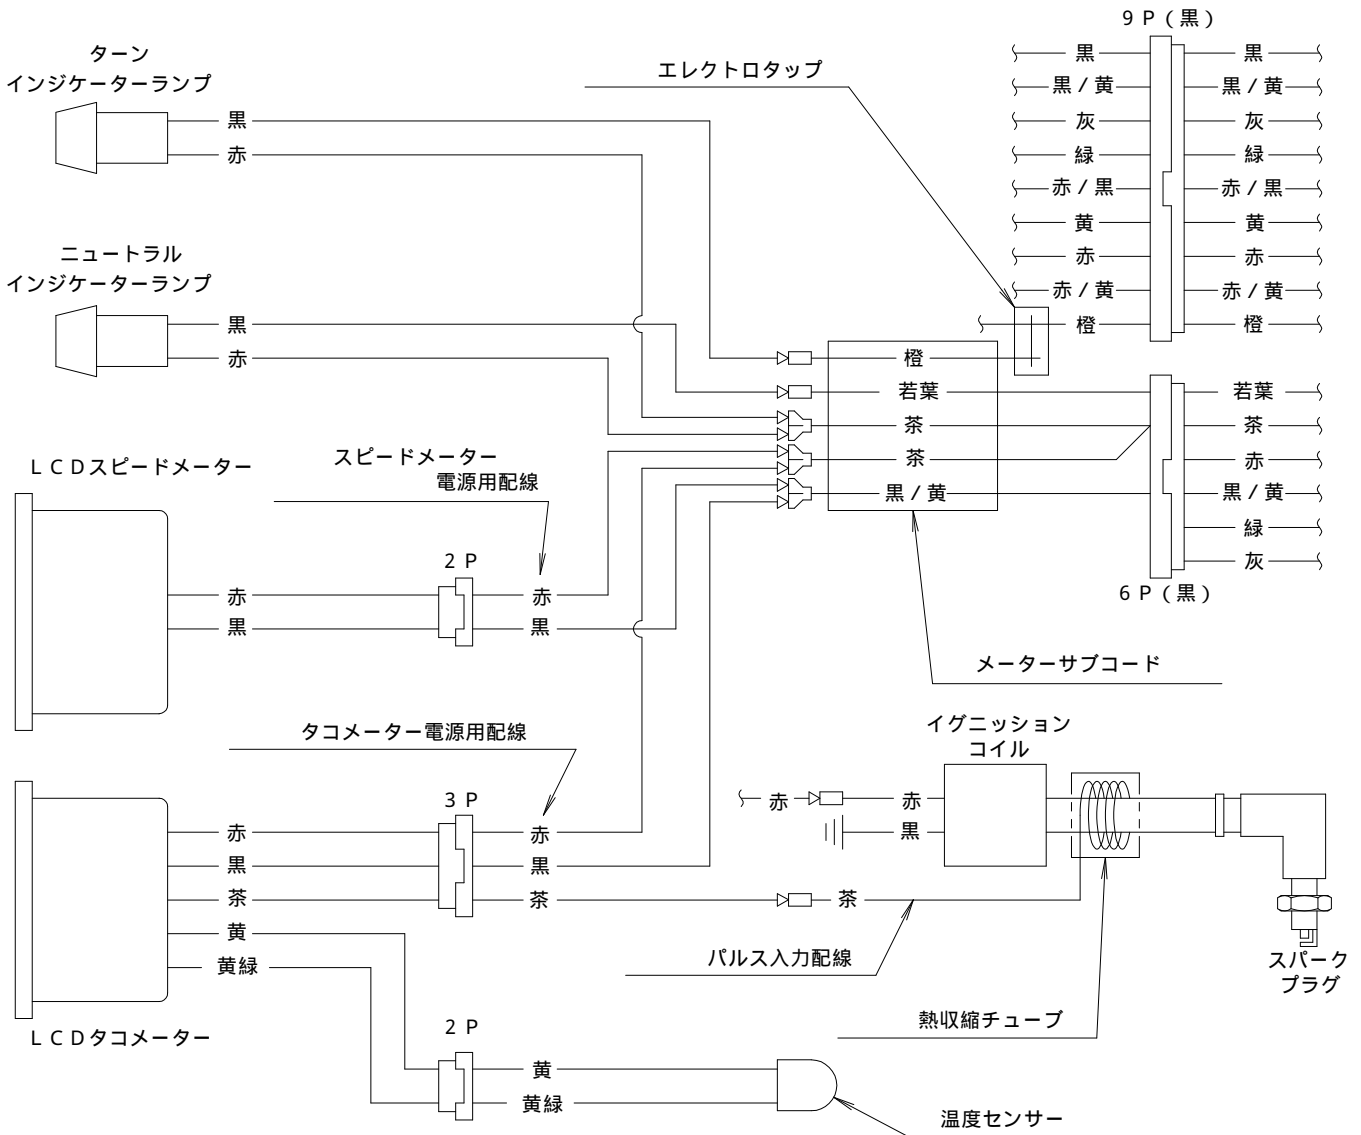 9 P (黒)
ターン
インジケーターランプ
黒
赤
エレクトロタップ
黒 黒
黒 / 黄 黒 / 黄
灰 灰
緑 緑
赤 / 黒 赤 / 黒
黄 黄
赤 赤
赤 / 黄 赤 / 黄
橙 橙
ニュートラル
インジケーターランプ
黒
赤
橙
若葉 若葉
茶 茶
茶 赤
黒 / 黄 黒 / 黄
緑
灰
6 P (黒)
ＬＣＤスピードメーター
スピードメーター
電源用配線
2 P
赤 赤
黒 黒
メーターサブコード
タコメーター電源用配線
イグニッション
コイル
3 P
赤 赤
黒 黒
茶 茶
黄
黄緑
赤 赤
黒
茶
パルス入力配線
スパーク
プラグ
熱収縮チューブ
ＬＣＤタコメーター
2 P
黄
黄緑
温度センサー